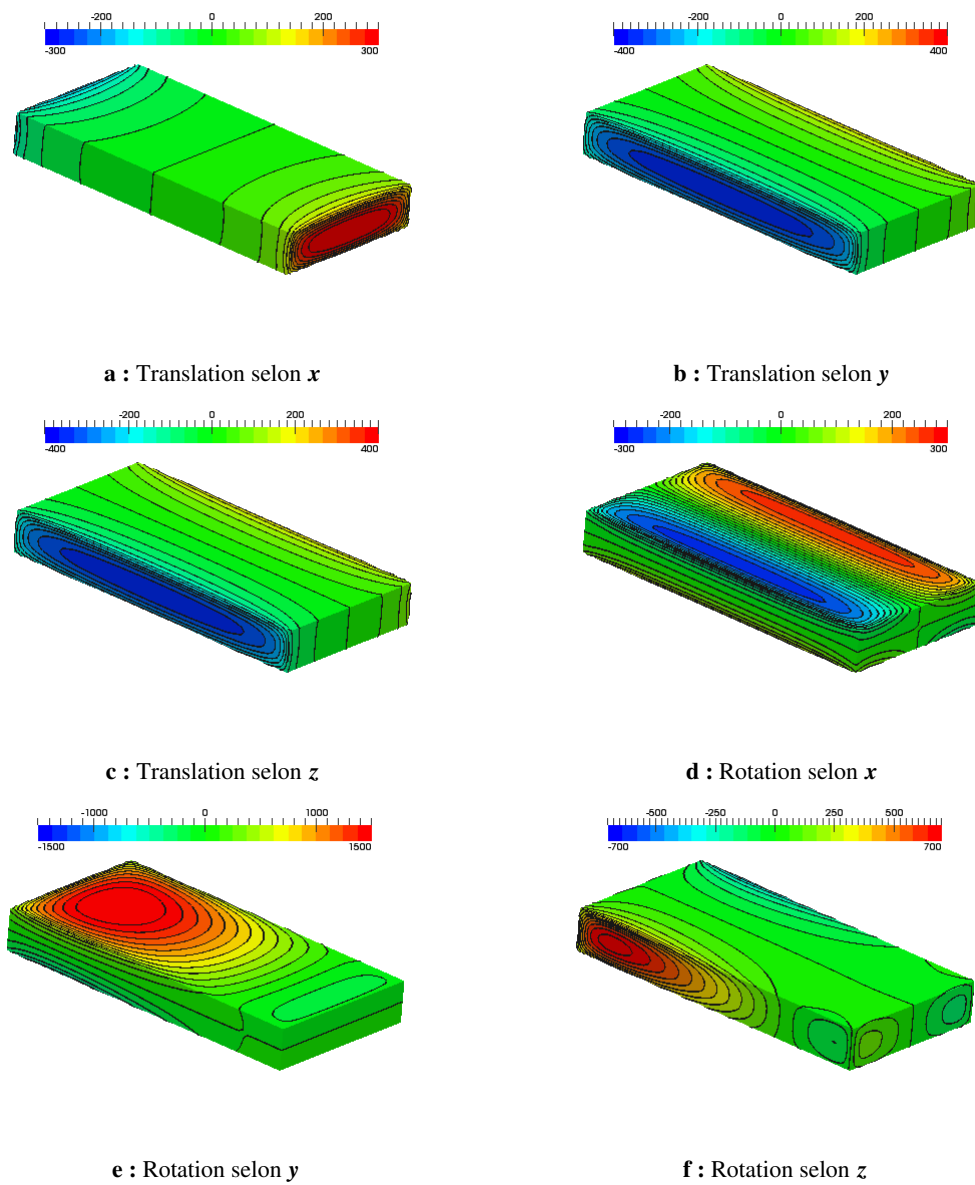 -200 0 200
-300 300
-200 0 200
-400 400
a : Translation selon x
b : Translation selon y
-200 0 200
-400 400
-200 0 200
-300 300
c : Translation selon z
d : Rotation selon x
-1000 0 1000
-1500 1500
-500 -250 0 250 500
-700 700
e : Rotation selon y
f : Rotation selon z